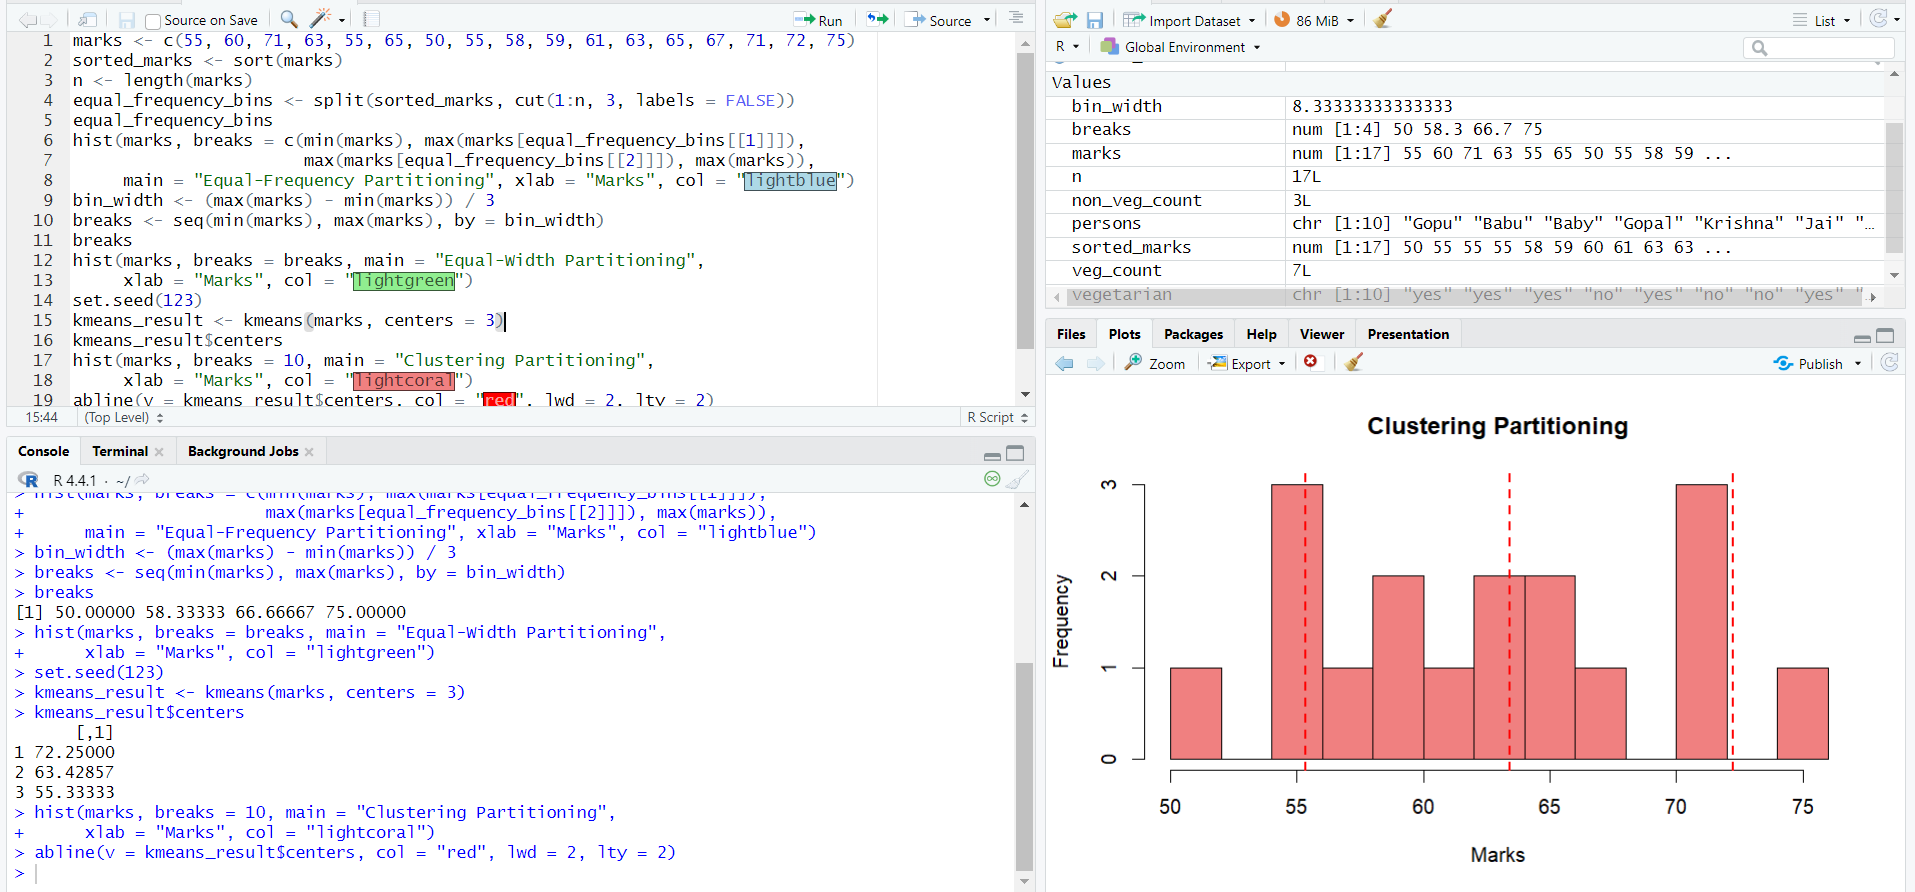 Source on Save
Run
Source
1 marks <- c(55, 60, 71, 63, 55, 65, 50, 55, 58, 59, 61, 63, 65, 67, 71, 72, 75)
2 sorted_marks <- sort(marks)
3 n <- length(marks)
4 equal_frequency_bins <- split(sorted_marks, cut(1:n, 3, labels = FALSE))
5 equal_frequency_bins
6 hist(marks, breaks = c(min(marks), max(marks[equal_frequency_bins[[1]]]),
7 max(marks[equal_frequency_bins[[2]]]), max(marks)),
8 main = "Equal-Frequency Partitioning", xlab = "Marks", col = "lightblue")
9 bin_width <- (max(marks) - min(marks)) / 3
10 breaks <- seq(min(marks), max(marks), by = bin_width)
11 breaks
12 hist(marks, breaks = breaks, main = "Equal-Width Partitioning",
13 xlab = "Marks", col = "lightgreen")
14 set.seed(123)
15 kmeans_result <- kmeans(marks, centers = 3)
16 kmeans_result$centers
17 hist(marks, breaks = 10, main = "Clustering Partitioning",
18 xlab = "Marks", col = "lightcoral")
19 abline(v = kmeans_result$centers, col = "red", lwd = 2, lty = 2)
15:44 (Top Level) R Script
Console Terminal Background Jobs
R R 4.4.1 · ~/
> hist(marks, breaks = c(min(marks), max(marks[equal_frequency_bins[[1]]]),
+ max(marks[equal_frequency_bins[[2]]]), max(marks)),
+ main = "Equal-Frequency Partitioning", xlab = "Marks", col = "lightblue")
> bin_width <- (max(marks) - min(marks)) / 3
> breaks <- seq(min(marks), max(marks), by = bin_width)
> breaks
[1] 50.00000 58.33333 66.66667 75.00000
> hist(marks, breaks = breaks, main = "Equal-Width Partitioning",
+ xlab = "Marks", col = "lightgreen")
> set.seed(123)
> kmeans_result <- kmeans(marks, centers = 3)
> kmeans_result$centers
[,1]
1 72.25000
2 63.42857
3 55.33333
> hist(marks, breaks = 10, main = "Clustering Partitioning",
+ xlab = "Marks", col = "lightcoral")
> abline(v = kmeans_result$centers, col = "red", lwd = 2, lty = 2)
>
Import Dataset 86 MiB List
R Global Environment
Values
bin_width 8.33333333333333
breaks num [1:4] 50 58.3 66.7 75
marks num [1:17] 55 60 71 63 55 65 50 55 58 59 ...
n 17L
non_veg_count 3L
persons chr [1:10] "Gopu" "Babu" "Baby" "Gopal" "Krishna" "Jai" "…
sorted_marks num [1:17] 50 55 55 55 58 59 60 61 63 63 ...
veg_count 7L
vegetarian chr [1:10] "yes" "yes" "yes" "no" "yes" "no" "no" "yes" "…
Files Plots Packages Help Viewer Presentation
Zoom Export Publish
Clustering Partitioning
Frequency
3
2
1
0
50 55 60 65 70 75
Marks